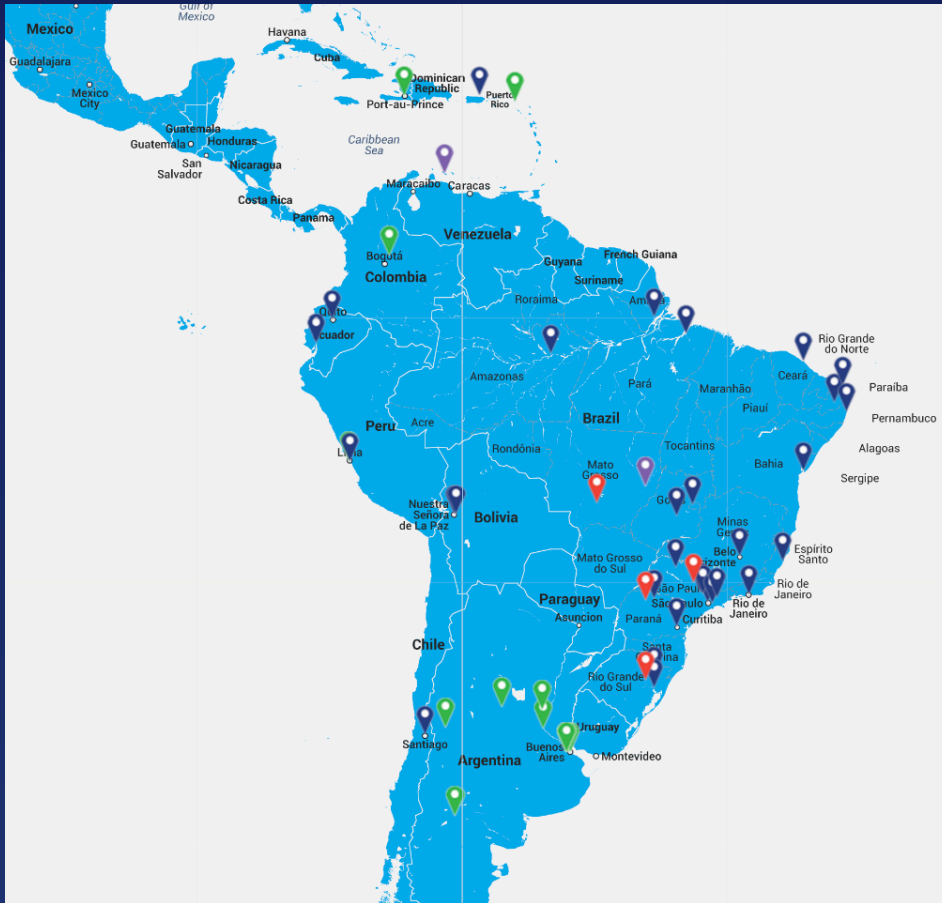 Gulf of
Mexico
Mexico
Havana
Guadalajara
Cuba
Mexico
City
Dominican
Republic
Port-au-Prince
Puerto
Rico
Guatemala
Guatemala
Honduras
Caribbean
Sea
San
Salvador
Nicaragua
Maracaibo
Caracas
Costa Rica
Panama
Venezuela
Bogotá
Colombia
Guyana
French Guiana
Suriname
Roraima
Quito
Rio Grande
do Norte
Amazonas
Pará
Maranhão
Ceará
Paraíba
Piauí
Pernambuco
Peru
Acre
Brazil
Tocantins
Rondônia
Alagoas
Lima
Mato
Grosso
Bahia
Sergipe
Nuestra
Señora
de La Paz
Bolivia
Minas
Belo
Espírito
Santo
Mato Grosso
do Sul
Paraguay
Asuncion
Rio de
Janeiro
Rio de
Janeiro
Paraná
Curitiba
Chile
Santa
Rio Grande
do Sul
Santiago
Uruguay
Buenos
Aires
Montevideo
Argentina